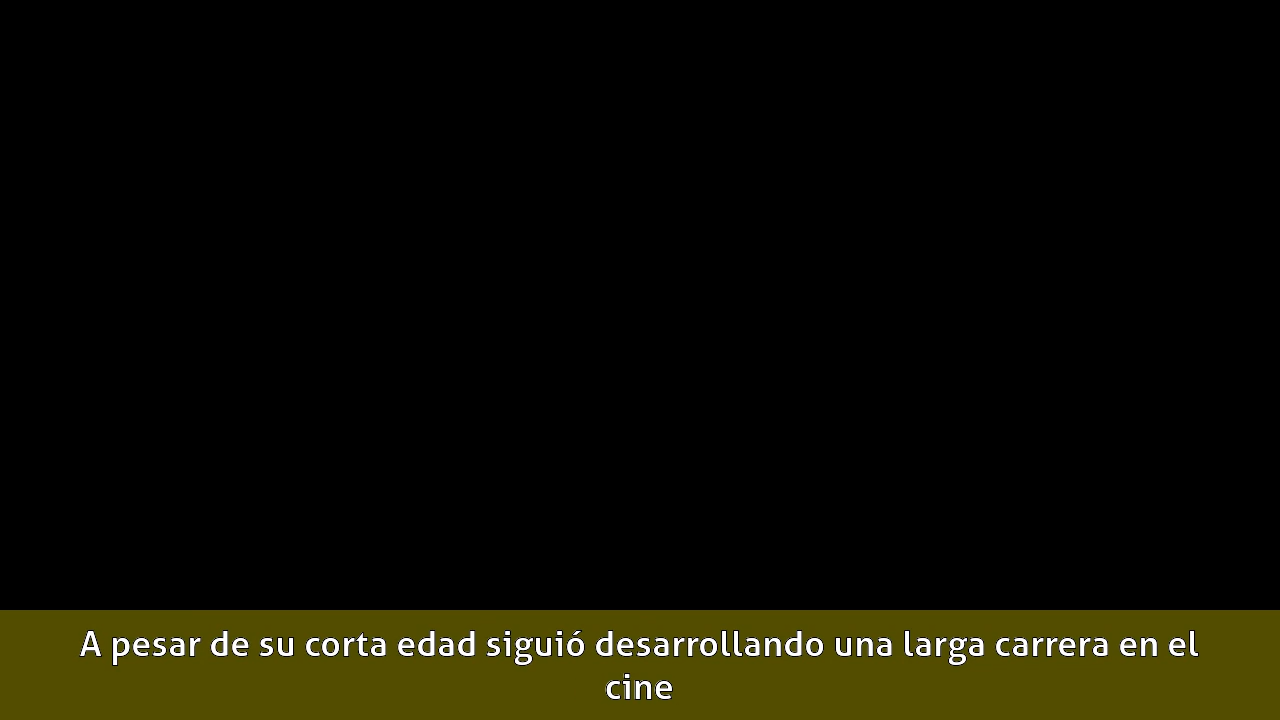 A pesar de su corta edad siguió desarrollando una larga carrera en el
cine